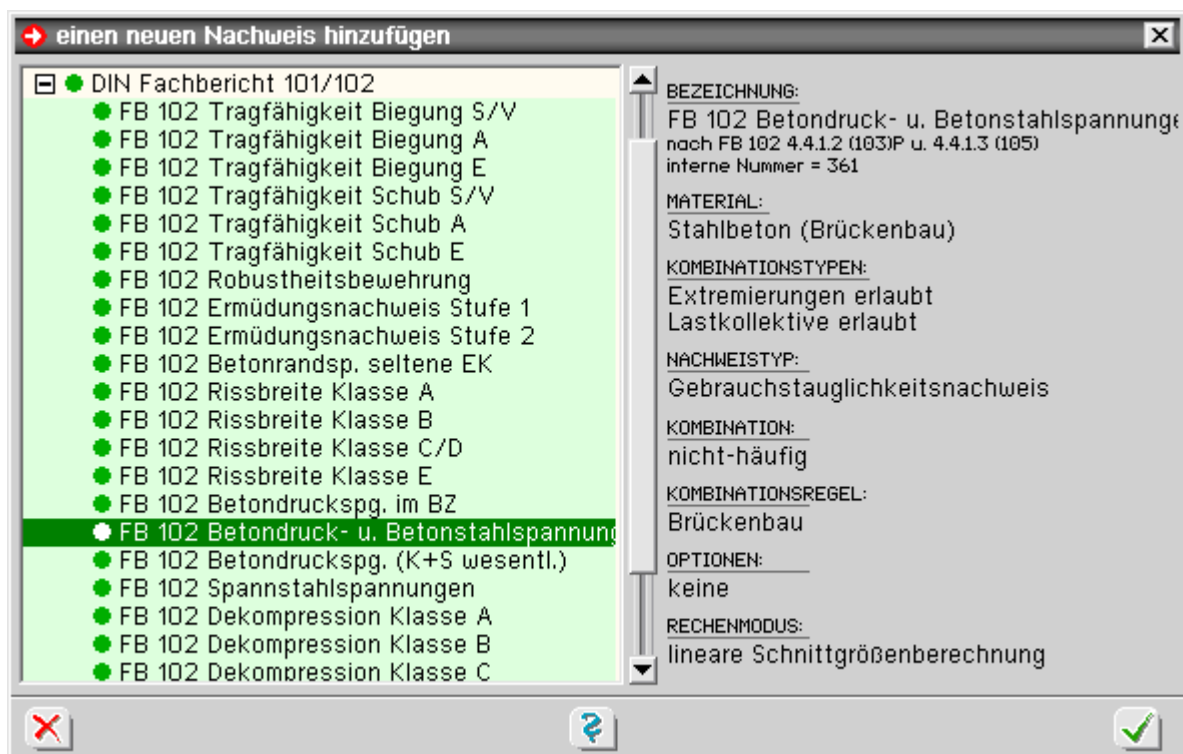 einen neuen Nachweis hinzufügen
DIN Fachbericht 101/102
FB 102 Tragfähigkeit Biegung S/V
FB 102 Tragfähigkeit Biegung A
FB 102 Tragfähigkeit Biegung E
FB 102 Tragfähigkeit Schub S/V
FB 102 Tragfähigkeit Schub A
FB 102 Tragfähigkeit Schub E
FB 102 Robustheitsbewehrung
FB 102 Ermüdungsnachweis Stufe 1
FB 102 Ermüdungsnachweis Stufe 2
FB 102 Betonrandsp. seltene EK
FB 102 Rissbreite Klasse A
FB 102 Rissbreite Klasse B
FB 102 Rissbreite Klasse C/D
FB 102 Rissbreite Klasse E
FB 102 Betondruckspg. im BZ
FB 102 Betondruck- u. Betonstahlspannung
FB 102 Betondruckspg. (K+S wesentl.)
FB 102 Spannstahlspannungen
FB 102 Dekompression Klasse A
FB 102 Dekompression Klasse B
FB 102 Dekompression Klasse C
BEZEICHNUNG:
FB 102 Betondruck- u. Betonstahlspannunge
nach FB 102 4.4.1.2 (103)P u. 4.4.1.3 (105)
interne Nummer = 361
MATERIAL:
Stahlbeton (Brückenbau)
KOMBINATIONSTYPEN:
Extremierungen erlaubt
Lastkollektive erlaubt
NACHWEISTYP:
Gebrauchstauglichkeitsnachweis
KOMBINATION:
nicht-häufig
KOMBINATIONSREGEL:
Brückenbau
OPTIONEN:
keine
RECHENMODUS:
lineare Schnittgrößenberechnung